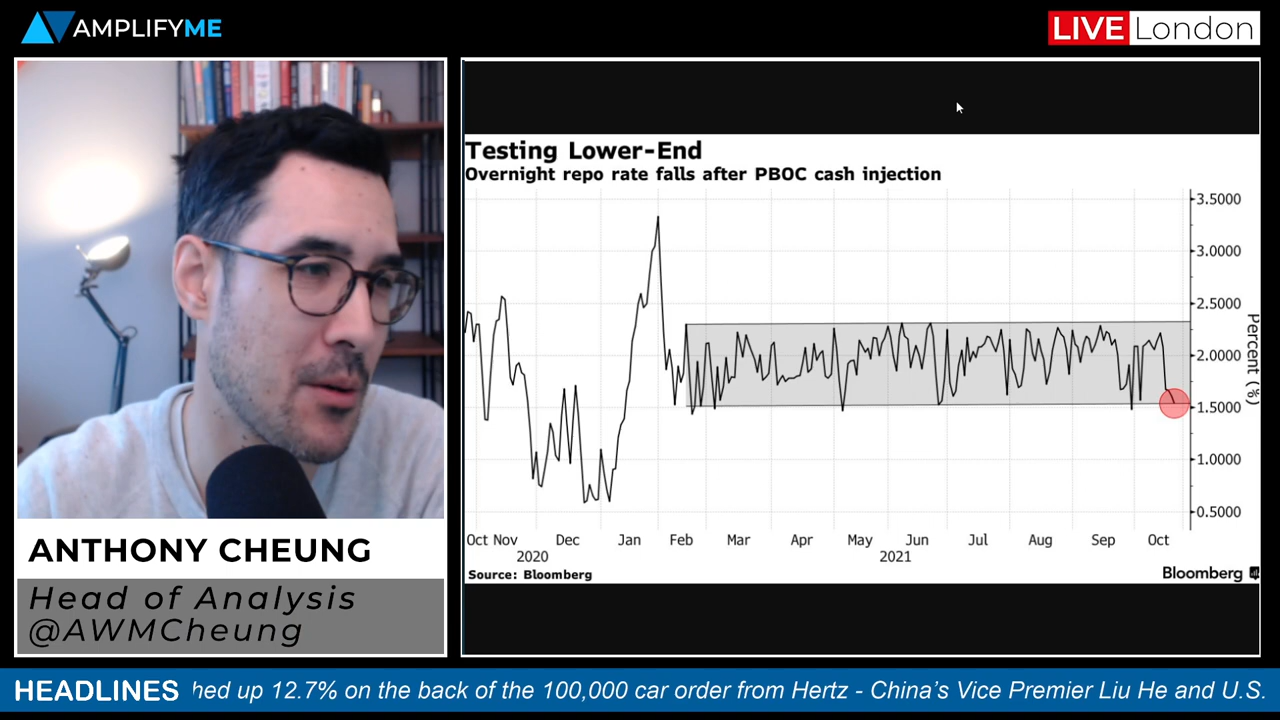 AMPLIFYME
LIVE London
Testing Lower-End
Overnight repo rate falls after PBOC cash injection
3.5000
3.0000
2.5000
2.0000
1.5000
1.0000
0.5000
Percent (%)
Oct Nov Dec Jan Feb Mar Apr May Jun Jul Aug Sep Oct
2020 2021
Source: Bloomberg
Bloomberg
ANTHONY CHEUNG
Head of Analysis
@AWMCheung
HEADLINES hed up 12.7% on the back of the 100,000 car order from Hertz - China's Vice Premier Liu He and U.S.